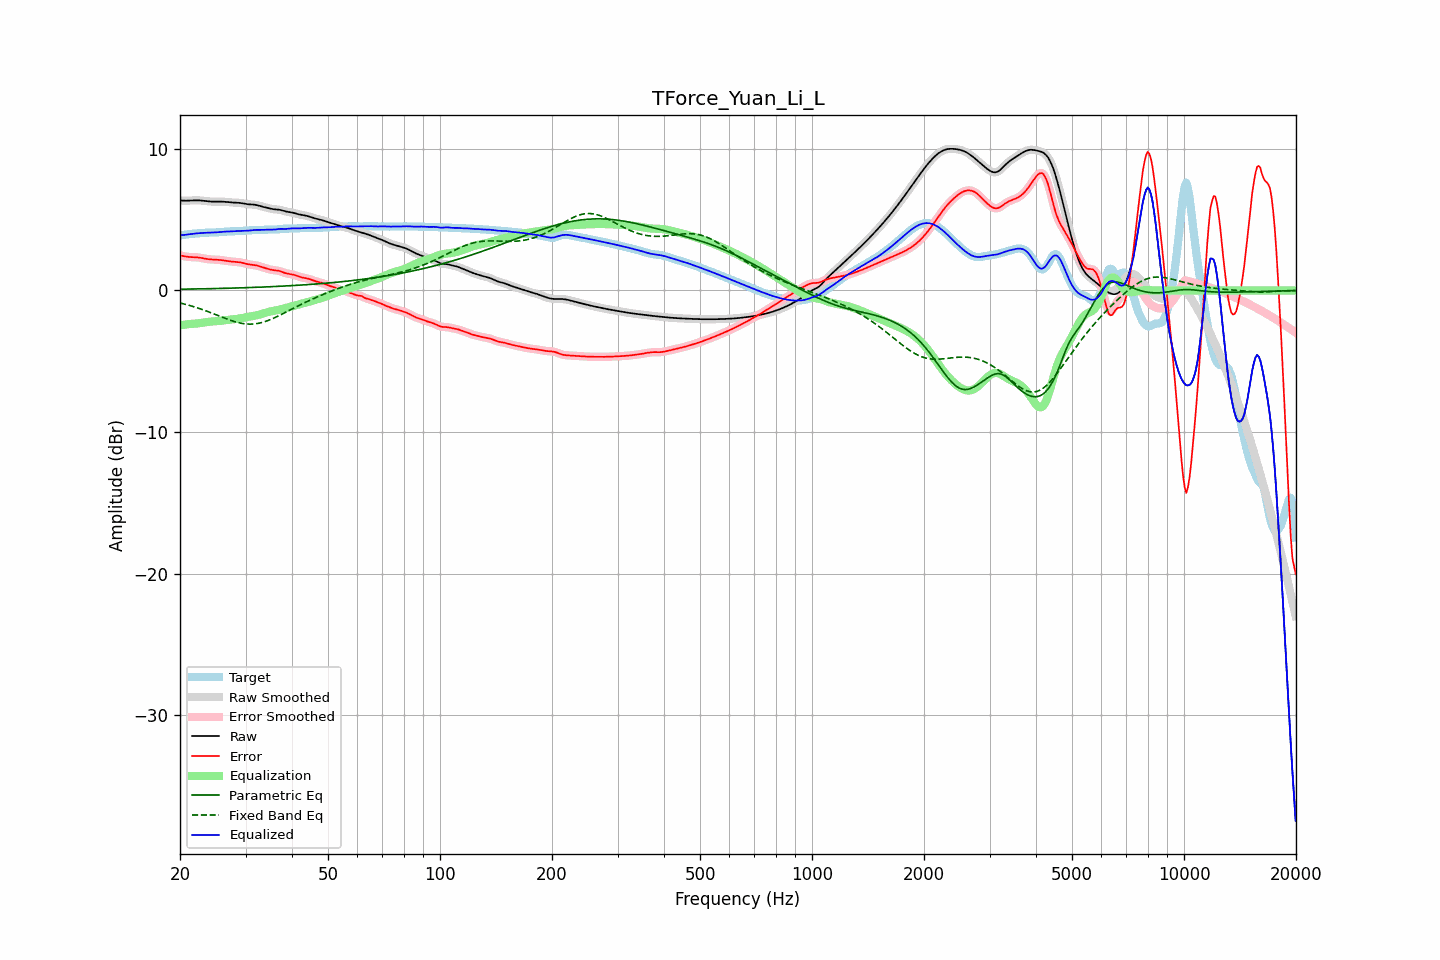 TForce_Yuan_Li_L
Amplitude (dBr)
10
0
−10
−20
−30
Target
Raw Smoothed
Error Smoothed
Raw
Error
Equalization
Parametric Eq
Fixed Band Eq
Equalized
20 50 100 200 500 1000 2000 5000 10000 20000
Frequency (Hz)